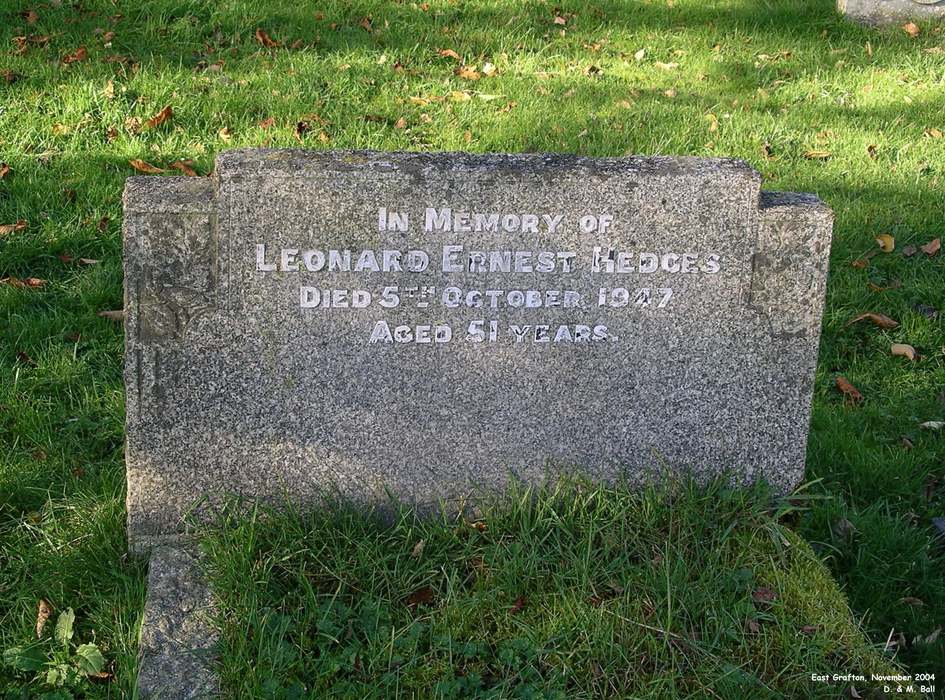 In Memory of
Leonard Ernest Hedges
Died 5th October 1947
Aged 51 years.
East Grafton, November 2004
D. & M. Ball